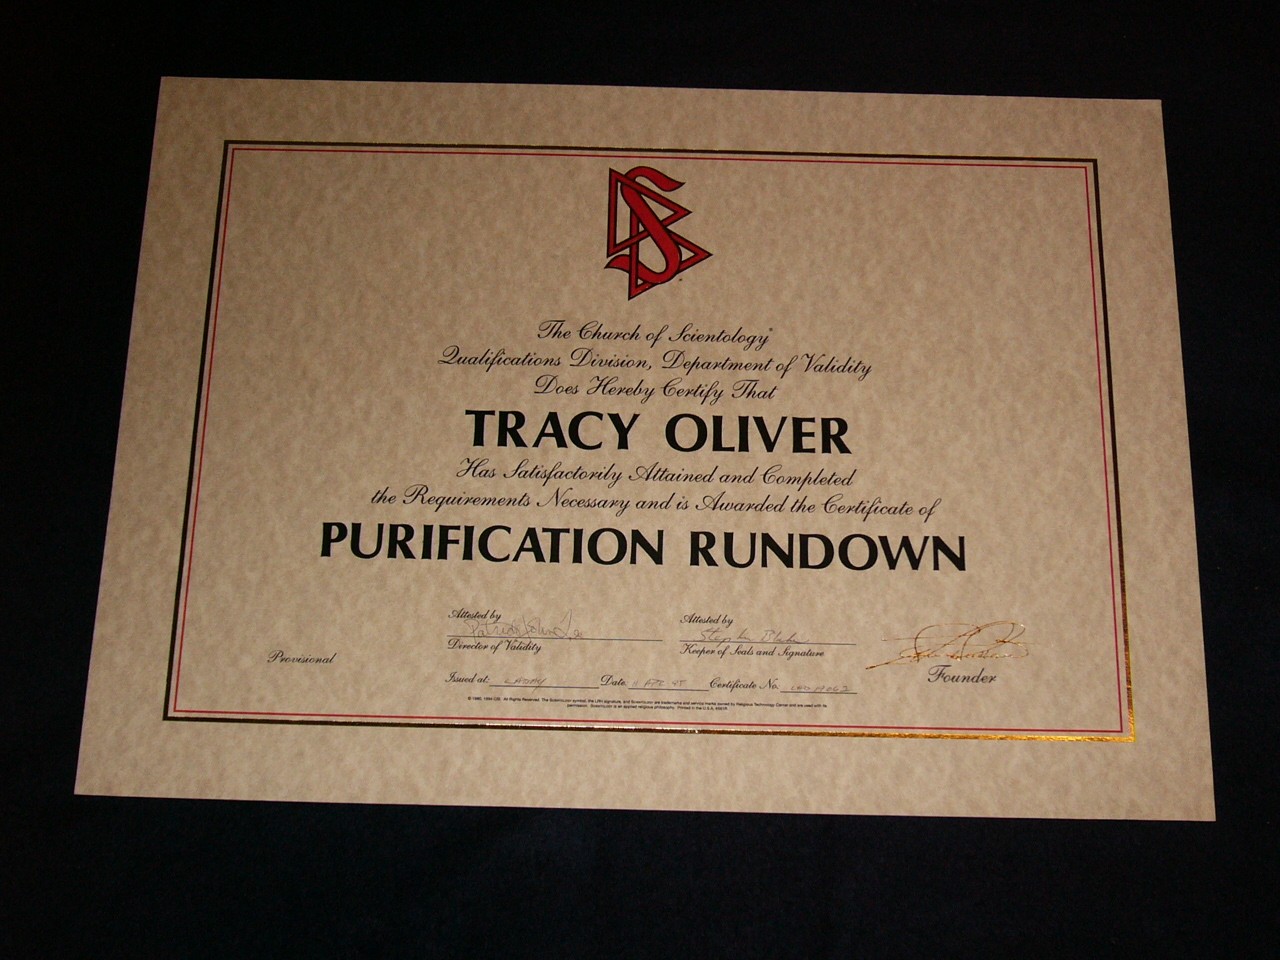 The Church of Scientology®
Qualifications Division, Department of Validity
Does Hereby Certify That
TRACY OLIVER
Has Satisfactorily Attained and Completed
the Requirements Necessary and is Awarded the Certificate of
PURIFICATION RUNDOWN
Attested by
Director of Validity
Attested by
Keeper of Seals and Signature
Provisional
Founder
Issued at: Date. Certificate No.